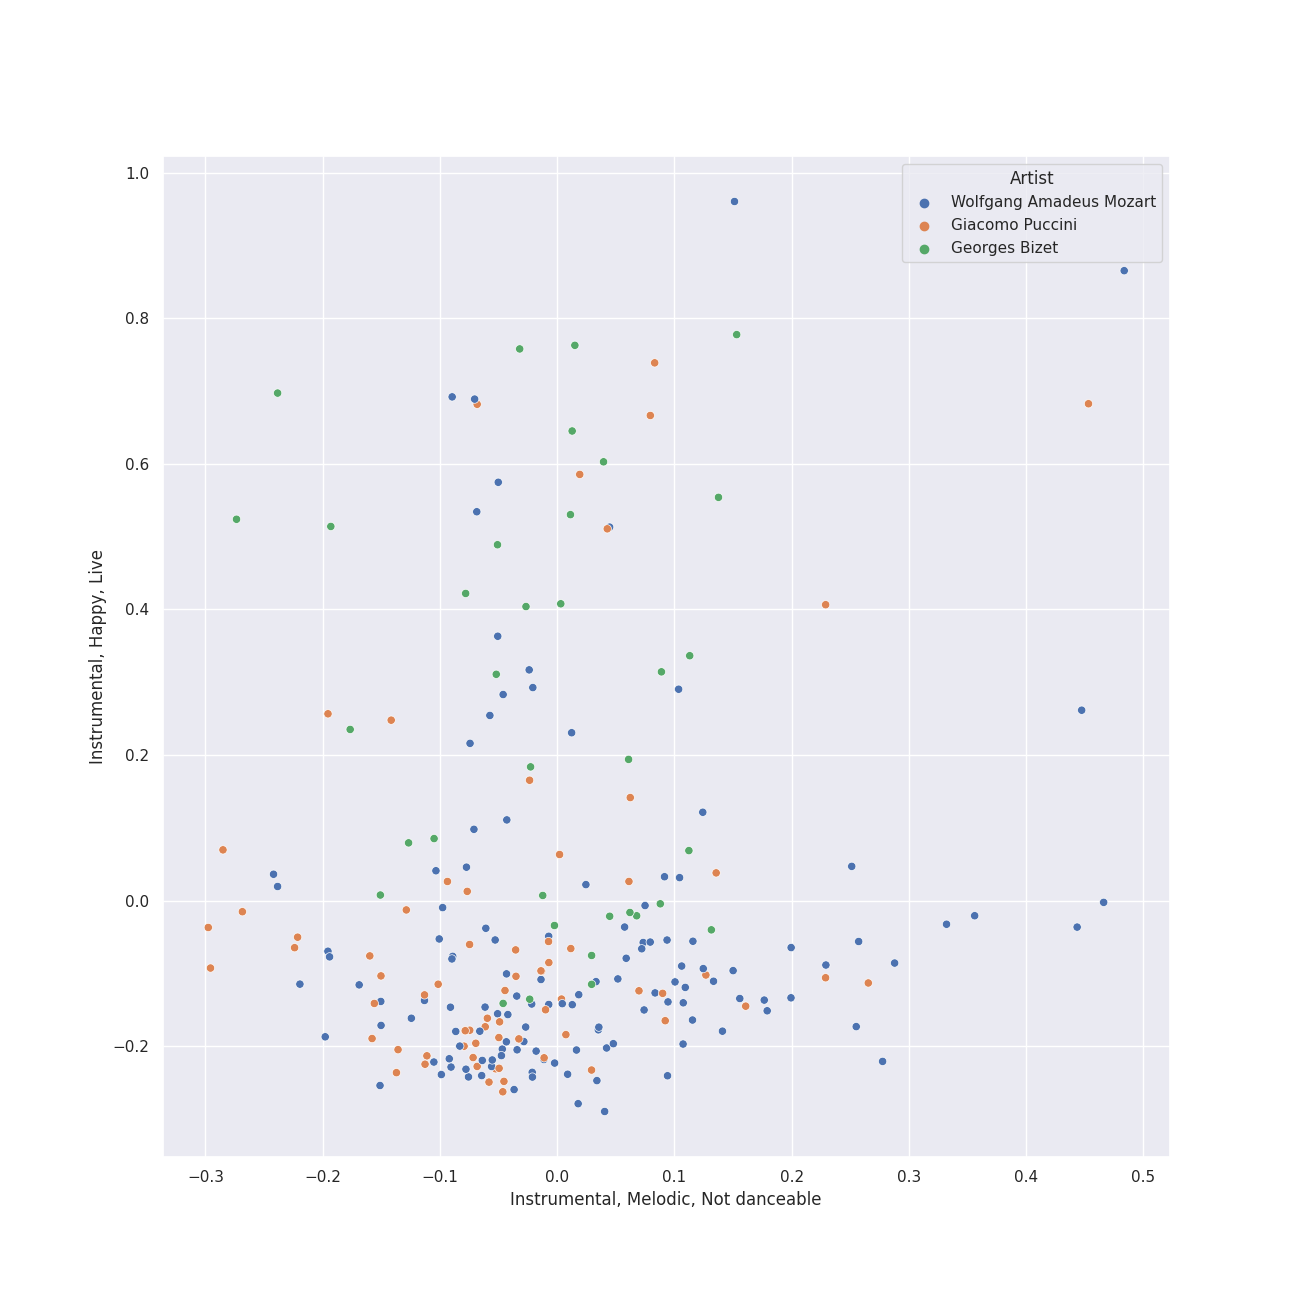 Artist
Wolfgang Amadeus Mozart
Giacomo Puccini
Georges Bizet
1.0
0.8
0.6
0.4
0.2
0.0
−0.2
Instrumental, Happy, Live
−0.3 −0.2 −0.1 0.0 0.1 0.2 0.3 0.4 0.5
Instrumental, Melodic, Not danceable